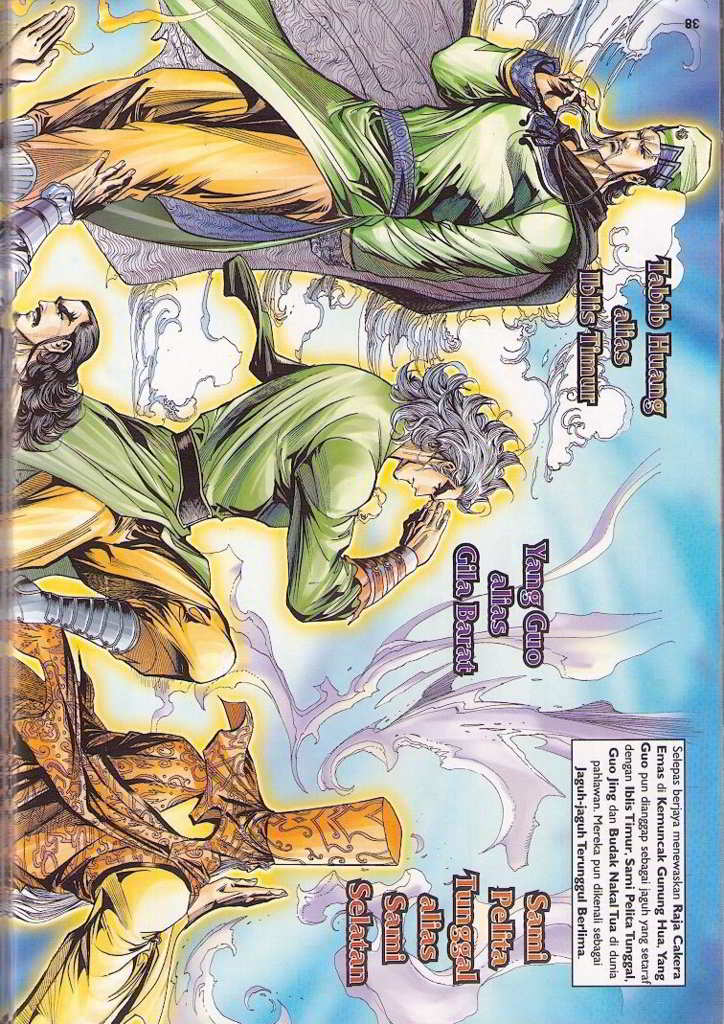 Selepas berjaya menewaskan Raja Cakera
Emas di Kemuncak Gunung Hua, Yang
Guo pun dianggap sebagai jaguh yang setaraf
dengan Iblis Timur, Sami Pelita Tunggal,
Guo Jing dan Budak Nakal Tua di dunia
pahlawan. Mereka pun dikenali sebagai
Jaguh-jaguh Terunggul Berlima.
Tabib Huang
alias
Iblis Timur
Yang Guo
alias
Gila Barat
Sami
Pelita
Tunggal
alias
Sami
Selatan
38